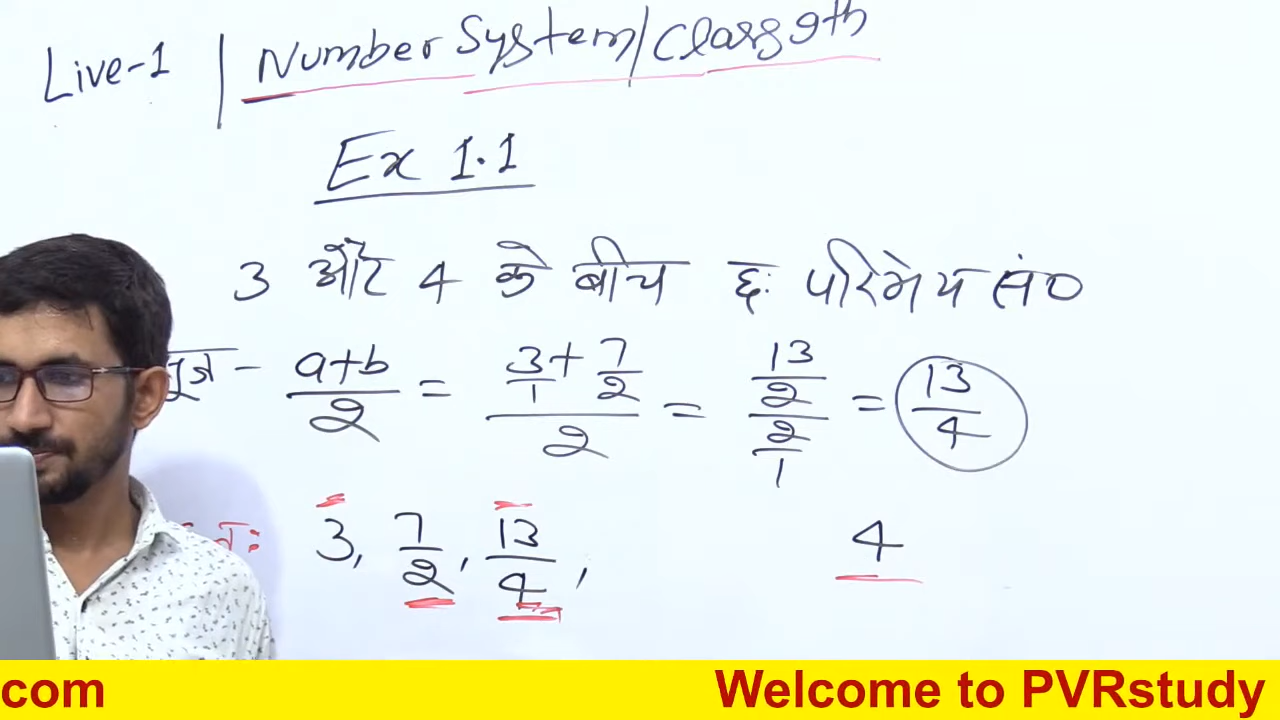 Live-1 | Number System/Class 9th
Ex 1.1
3 और 4 के बीच छः परिमेय सं०
सूत्र - a+b/2 = 3/1 + 7/2 / 2 = 13/2 / 2/1 = 13/4
3, 7/2, 13/4, 4
com Welcome to PVRstudy